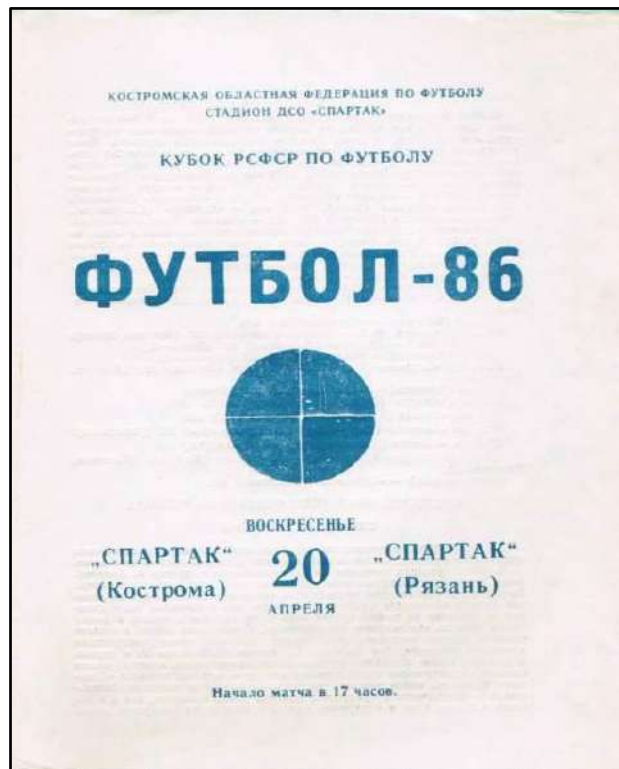 КОСТРОМСКАЯ ОБЛАСТНАЯ ФЕДЕРАЦИЯ ПО ФУТБОЛУ
СТАДИОН ДСО «СПАРТАК»
КУБОК РСФСР ПО ФУТБОЛУ
ФУТБОЛ-86
ВОСКРЕСЕНЬЕ
„СПАРТАК“
(Кострома)
20
АПРЕЛЯ
„СПАРТАК“
(Рязань)
Начало матча в 17 часов.